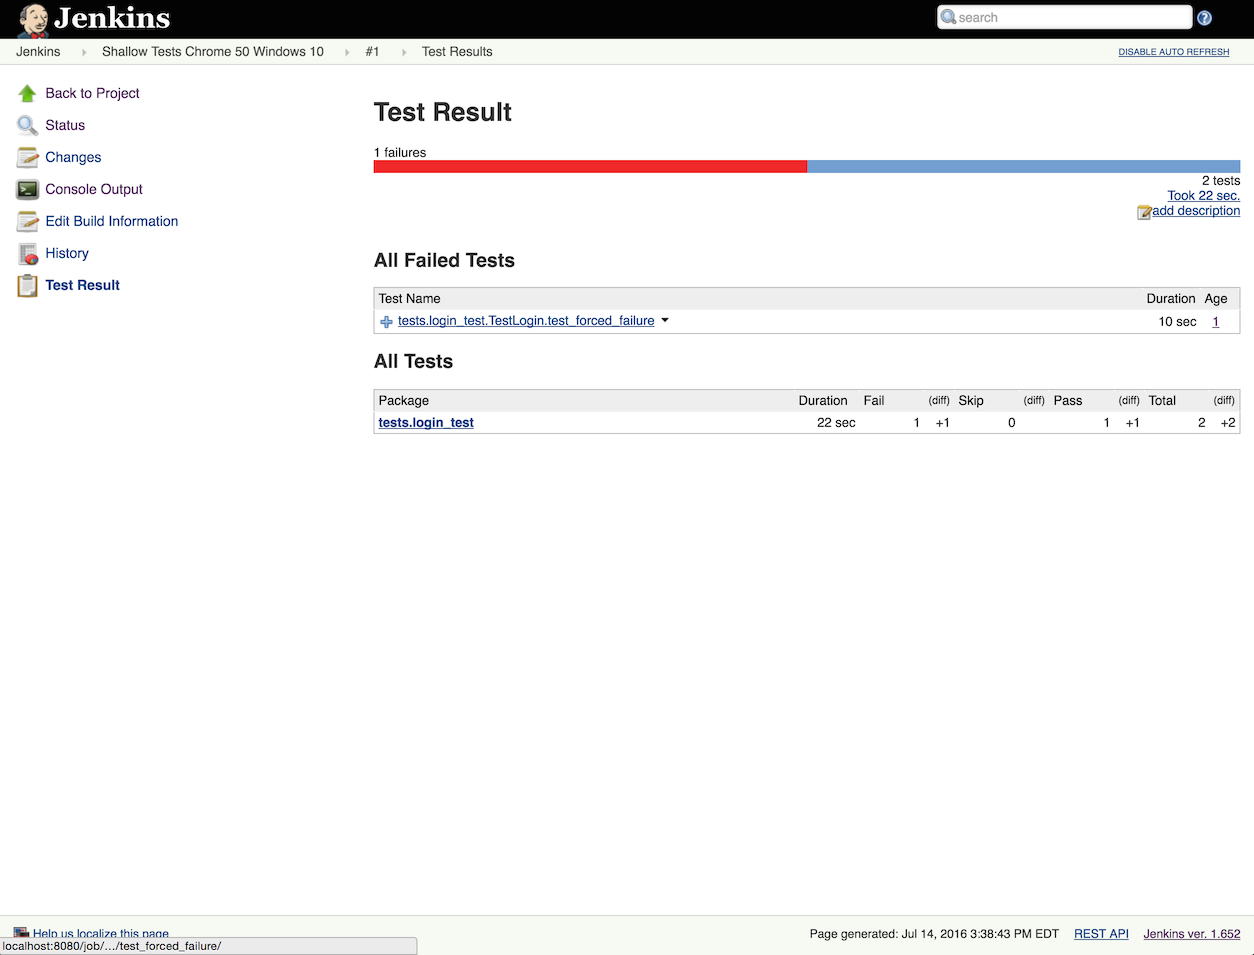 Jenkins
search
Jenkins Shallow Tests Chrome 50 Windows 10 #1 Test Results DISABLE AUTO REFRESH
Back to Project
Status
Changes
Console Output
Edit Build Information
History
Test Result
Test Result
1 failures
2 tests
Took 22 sec.
add description
All Failed Tests
Test Name Duration Age
tests.login_test.TestLogin.test_forced_failure 10 sec 1
All Tests
Package Duration Fail (diff) Skip (diff) Pass (diff) Total (diff)
tests.login_test 22 sec 1 +1 0 1 +1 2 +2
Help us localize this page Page generated: Jul 14, 2016 3:38:43 PM EDT REST API Jenkins ver. 1.652
localhost:8080/job/…/test_forced_failure/